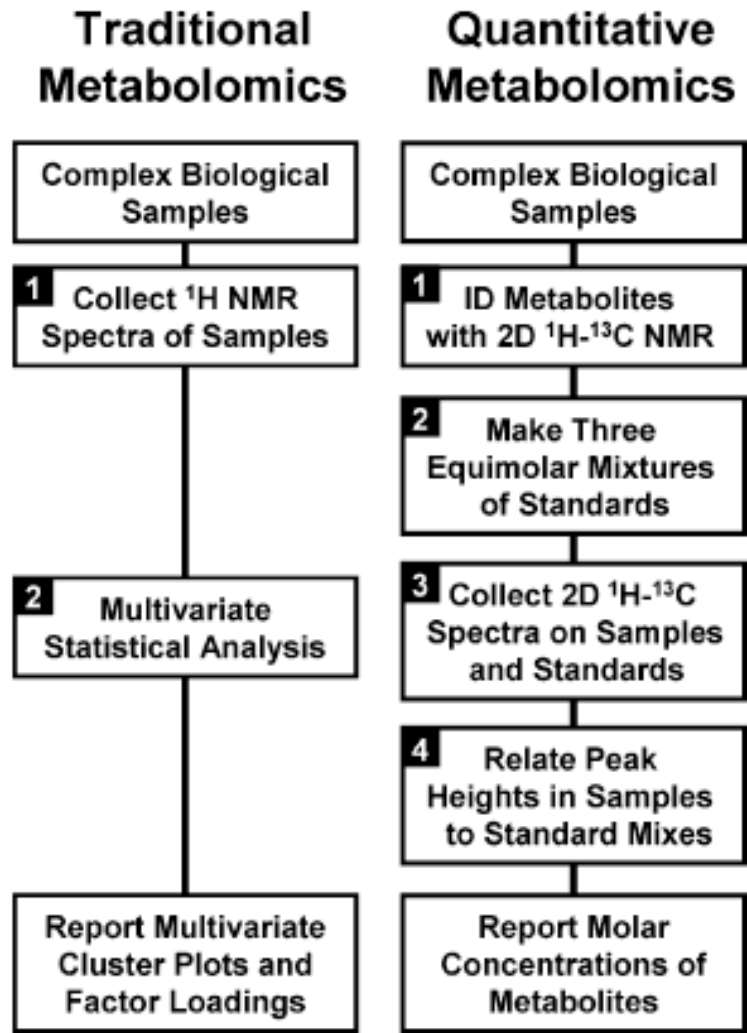 Traditional
Metabolomics
Complex Biological
Samples
1
Collect ¹H NMR
Spectra of Samples
2
Multivariate
Statistical Analysis
Report Multivariate
Cluster Plots and
Factor Loadings
Quantitative
Metabolomics
Complex Biological
Samples
1
ID Metabolites
with 2D ¹H-¹³C NMR
2
Make Three
Equimolar Mixtures
of Standards
3
Collect 2D ¹H-¹³C
Spectra on Samples
and Standards
4
Relate Peak
Heights in Samples
to Standard Mixes
Report Molar
Concentrations of
Metabolites